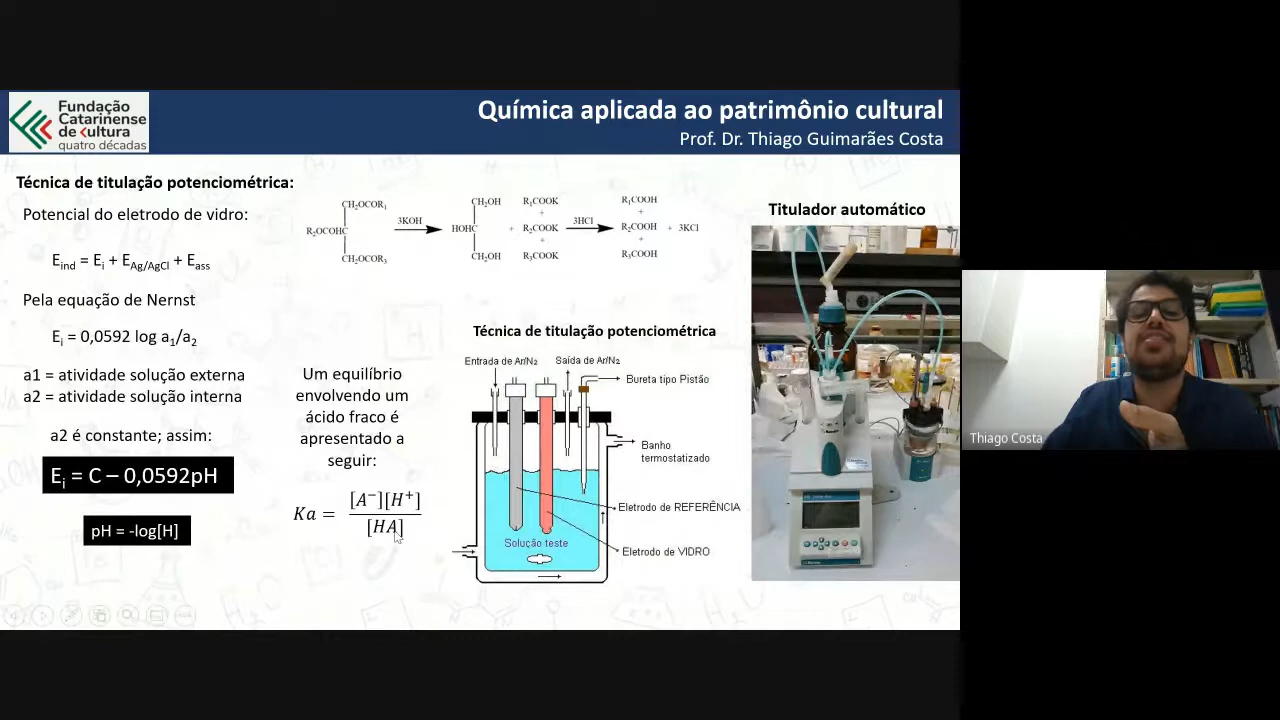 Fundação
Catarinense
de cultura
quatro décadas
Química aplicada ao patrimônio cultural
Prof. Dr. Thiago Guimarães Costa
Técnica de titulação potenciométrica:
Potencial do eletrodo de vidro:
E_ind = E_i + E_Ag/AgCl + E_ass
Pela equação de Nernst
E_i = 0,0592 log a_1/a_2
a1 = atividade solução externa
a2 = atividade solução interna
a2 é constante; assim:
E_i = C – 0,0592pH
pH = -log[H]
CH₂OCOR₁
R₂OCOHC
CH₂OCOR₃
3KOH
CH₂OH
HOHC
CH₂OH
+
R₁COOK
+
R₂COOK
+
R₃COOK
3HCl
R₁COOH
+
R₂COOH
+
R₃COOH
+ 3KCl
Um equilíbrio
envolvendo um
ácido fraco é
apresentado a
seguir:
Ka = [A⁻][H⁺]
[HA]
Técnica de titulação potenciométrica
Entrada de Ar/N₂
Saída de Ar/N₂
Bureta tipo Pistão
Banho
termostatizado
Eletrodo de REFERÊNCIA
Solução teste
Eletrodo de VIDRO
Titulador automático
Thiago Costa